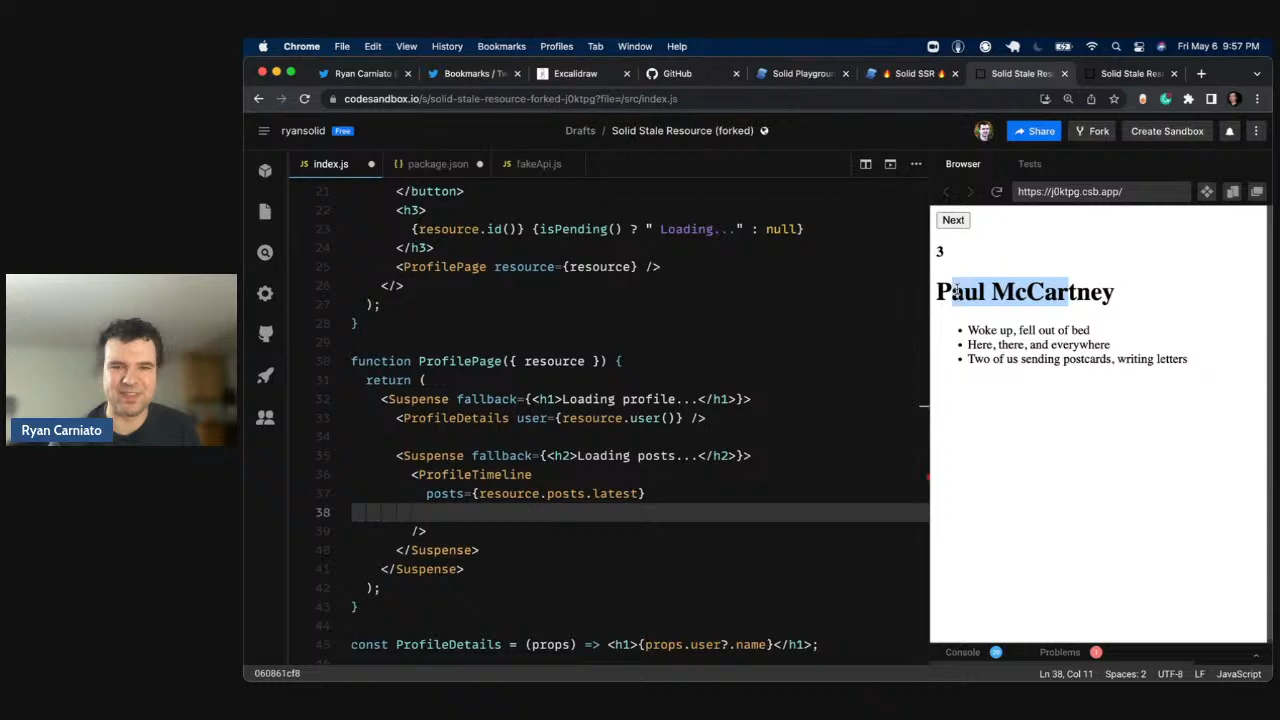 Chrome File Edit View History Bookmarks Profiles Tab Window Help
Fri May 6 9:57 PM
Ryan Carniato (
Bookmarks / Tw
Excalidraw
GitHub
Solid Playgroun
Solid SSR
Solid Stale Res
Solid Stale Reso
codesandbox.io/s/solid-stale-resource-forked-j0ktpg?file=/src/index.js
ryansolid Free
Drafts / Solid Stale Resource (forked)
Share
Fork
Create Sandbox
JS index.js
{} package.json
JS fakeApi.js
Browser
Tests
https://j0ktpg.csb.app/
21 </button>
22 <h3>
23 {resource.id()} {isPending() ? " Loading..." : null}
24 </h3>
25 <ProfilePage resource={resource} />
26 </>
27 );
28 }
29
30 function ProfilePage({ resource }) {
31 return (
32 <Suspense fallback={<h1>Loading profile...</h1>}>
33 <ProfileDetails user={resource.user()} />
34
35 <Suspense fallback={<h2>Loading posts...</h2>}>
36 <ProfileTimeline
37 posts={resource.posts.latest}
38
39 />
40 </Suspense>
41 </Suspense>
42 );
43 }
44
45 const ProfileDetails = (props) => <h1>{props.user?.name}</h1>;
Next
3
Paul McCartney
• Woke up, fell out of bed
• Here, there, and everywhere
• Two of us sending postcards, writing letters
Ryan Carniato
Console
Problems
060861cf8
Ln 38, Col 11 Spaces: 2 UTF-8 LF JavaScript